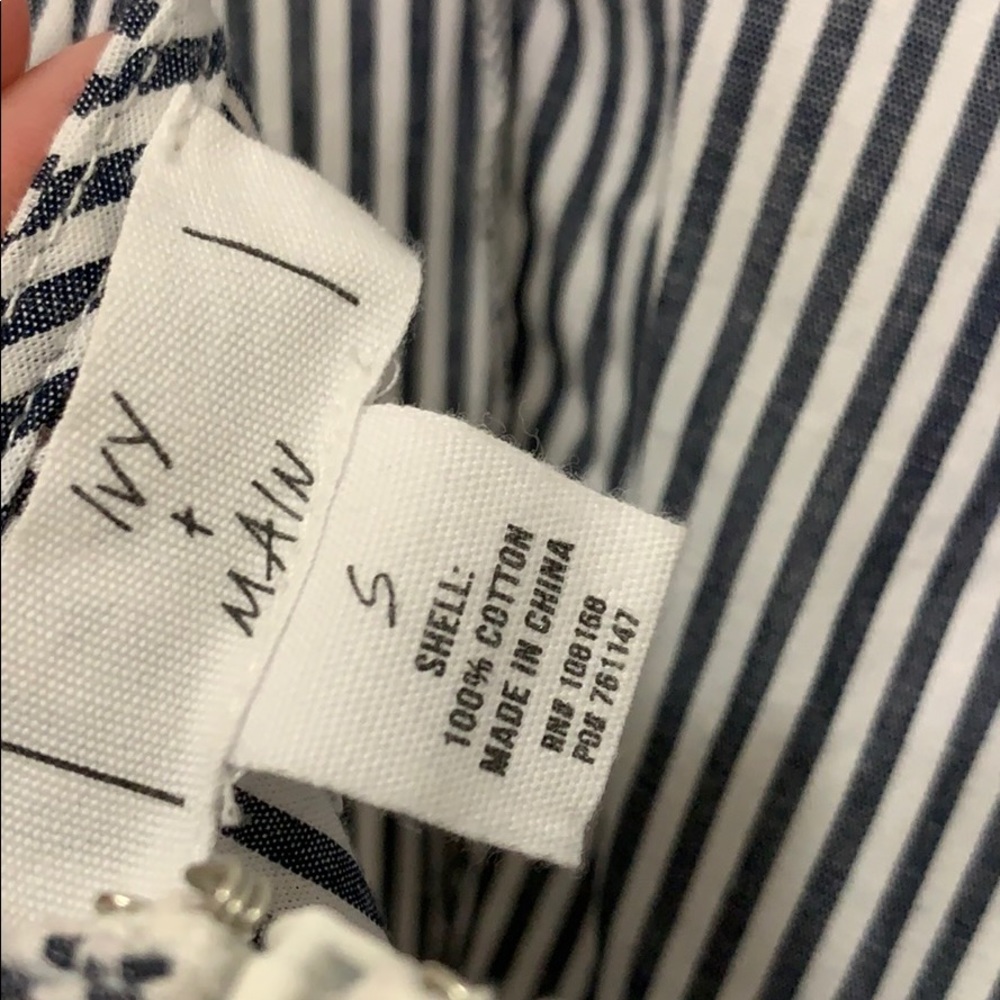 IVY
+
MAIN
S
SHELL:
100% COTTON
MADE IN CHINA
RN# 108168
PO# 761147